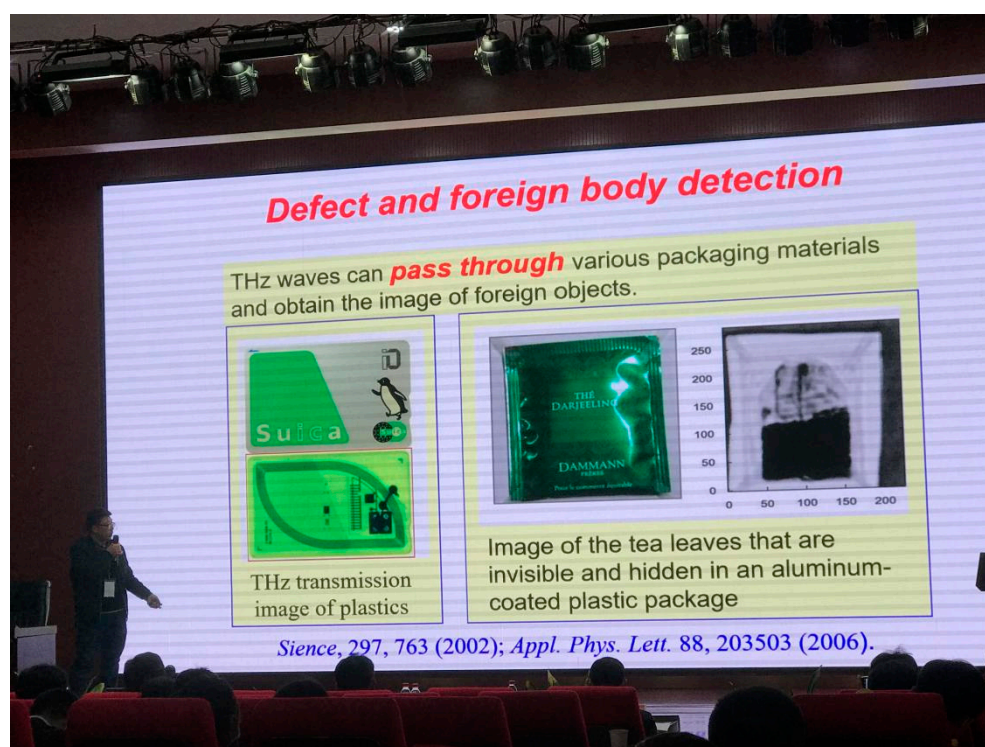 Defect and foreign body detection
THz waves can pass through various packaging materials
and obtain the image of foreign objects.
Suica
iD
THz transmission
image of plastics
THÉ
DARJEELING
DAMMANN
FRÈRES
250
200
150
100
50
0
0 50 100 150 200
Image of the tea leaves that are
invisible and hidden in an aluminum-
coated plastic package
Sience, 297, 763 (2002); Appl. Phys. Lett. 88, 203503 (2006).